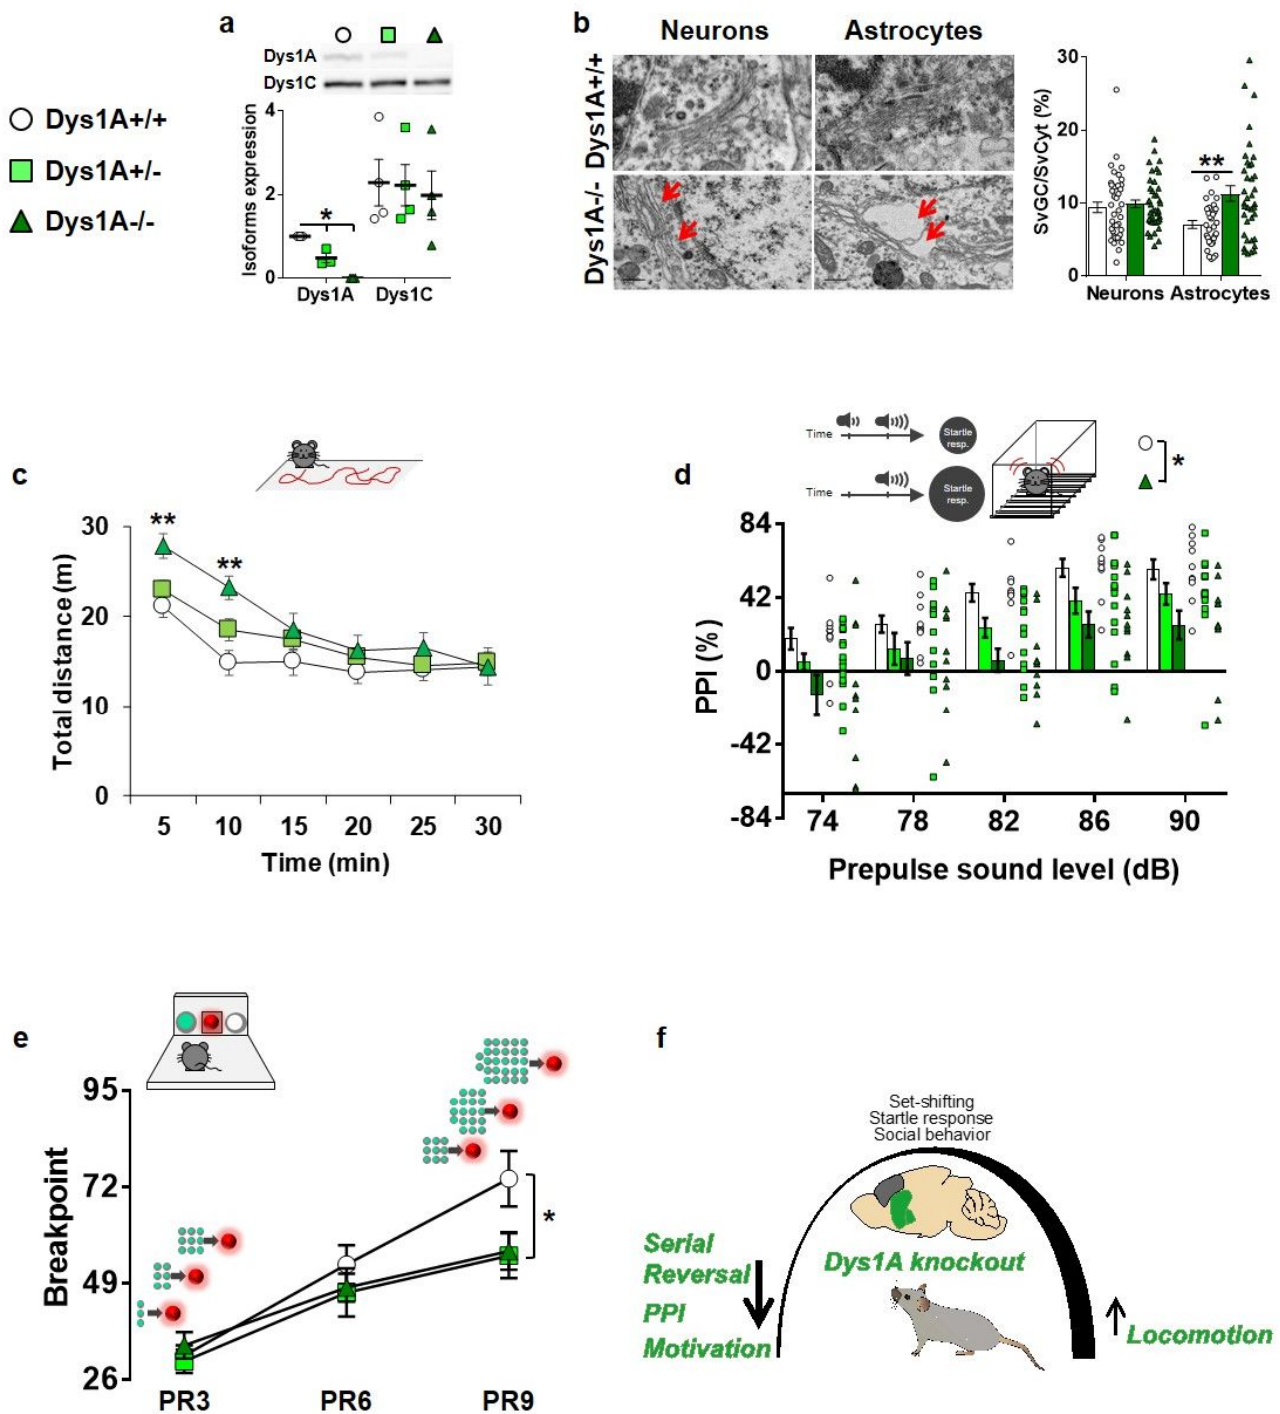 a
Dys1A
Dys1C
Dys1A+/+
Dys1A+/-
Dys1A-/-
Isoforms expression
4
2
0
*
Dys1A Dys1C
b
Neurons Astrocytes
Dys1A+/+
Dys1A-/-
SvGC/SvCyt (%)
30
20
10
0
**
Neurons Astrocytes
c
Total distance (m)
30
20
10
0
**
**
5 10 15 20 25 30
Time (min)
d
Time
Startle
resp.
Time
Startle
resp.
*
PPI (%)
84
42
0
-42
-84
74 78 82 86 90
Prepulse sound level (dB)
e
Breakpoint
95
72
49
26
*
PR3 PR6 PR9
f
Set-shifting
Startle response
Social behavior
Serial
Reversal
PPI
Motivation
Dys1A knockout
Locomotion